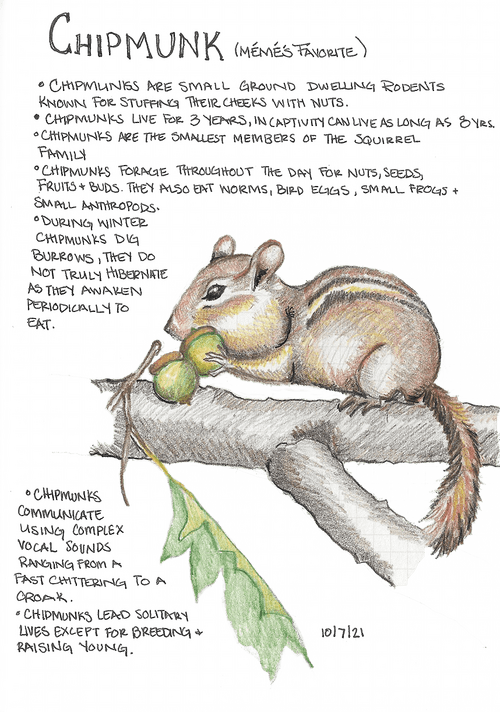 CHIPMUNK (MÉMÉ'S FAVORITE)
• CHIPMUNKS ARE SMALL GROUND DWELLING RODENTS
KNOWN FOR STUFFING THEIR CHEEKS WITH NUTS.
• CHIPMUNKS LIVE FOR 3 YEARS, IN CAPTIVITY CAN LIVE AS LONG AS 8 YRS.
• CHIPMUNKS ARE THE SMALLEST MEMBERS OF THE SQUIRREL
FAMILY
• CHIPMUNKS FORAGE THROUGHOUT THE DAY FOR NUTS, SEEDS,
FRUITS + BUDS. THEY ALSO EAT WORMS, BIRD EGGS, SMALL FROGS +
SMALL ANTHROPODS.
• DURING WINTER
CHIPMUNKS DIG
BURROWS, THEY DO
NOT TRULY HIBERNATE
AS THEY AWAKEN
PERIODICALLY TO
EAT.
• CHIPMUNKS
COMMUNICATE
USING COMPLEX
VOCAL SOUNDS
RANGING FROM A
FAST CHITTERING TO A
CROAK.
• CHIPMUNKS LEAD SOLITARY
LIVES EXCEPT FOR BREEDING +
RAISING YOUNG.
10/7/21